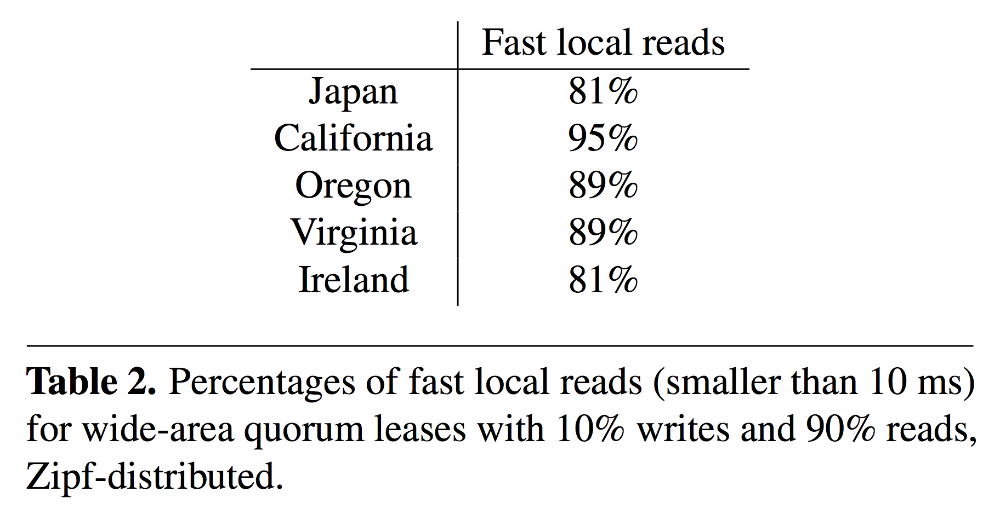 Fast local reads
Japan 81%
California 95%
Oregon 89%
Virginia 89%
Ireland 81%
Table 2. Percentages of fast local reads (smaller than 10 ms)
for wide-area quorum leases with 10% writes and 90% reads,
Zipf-distributed.